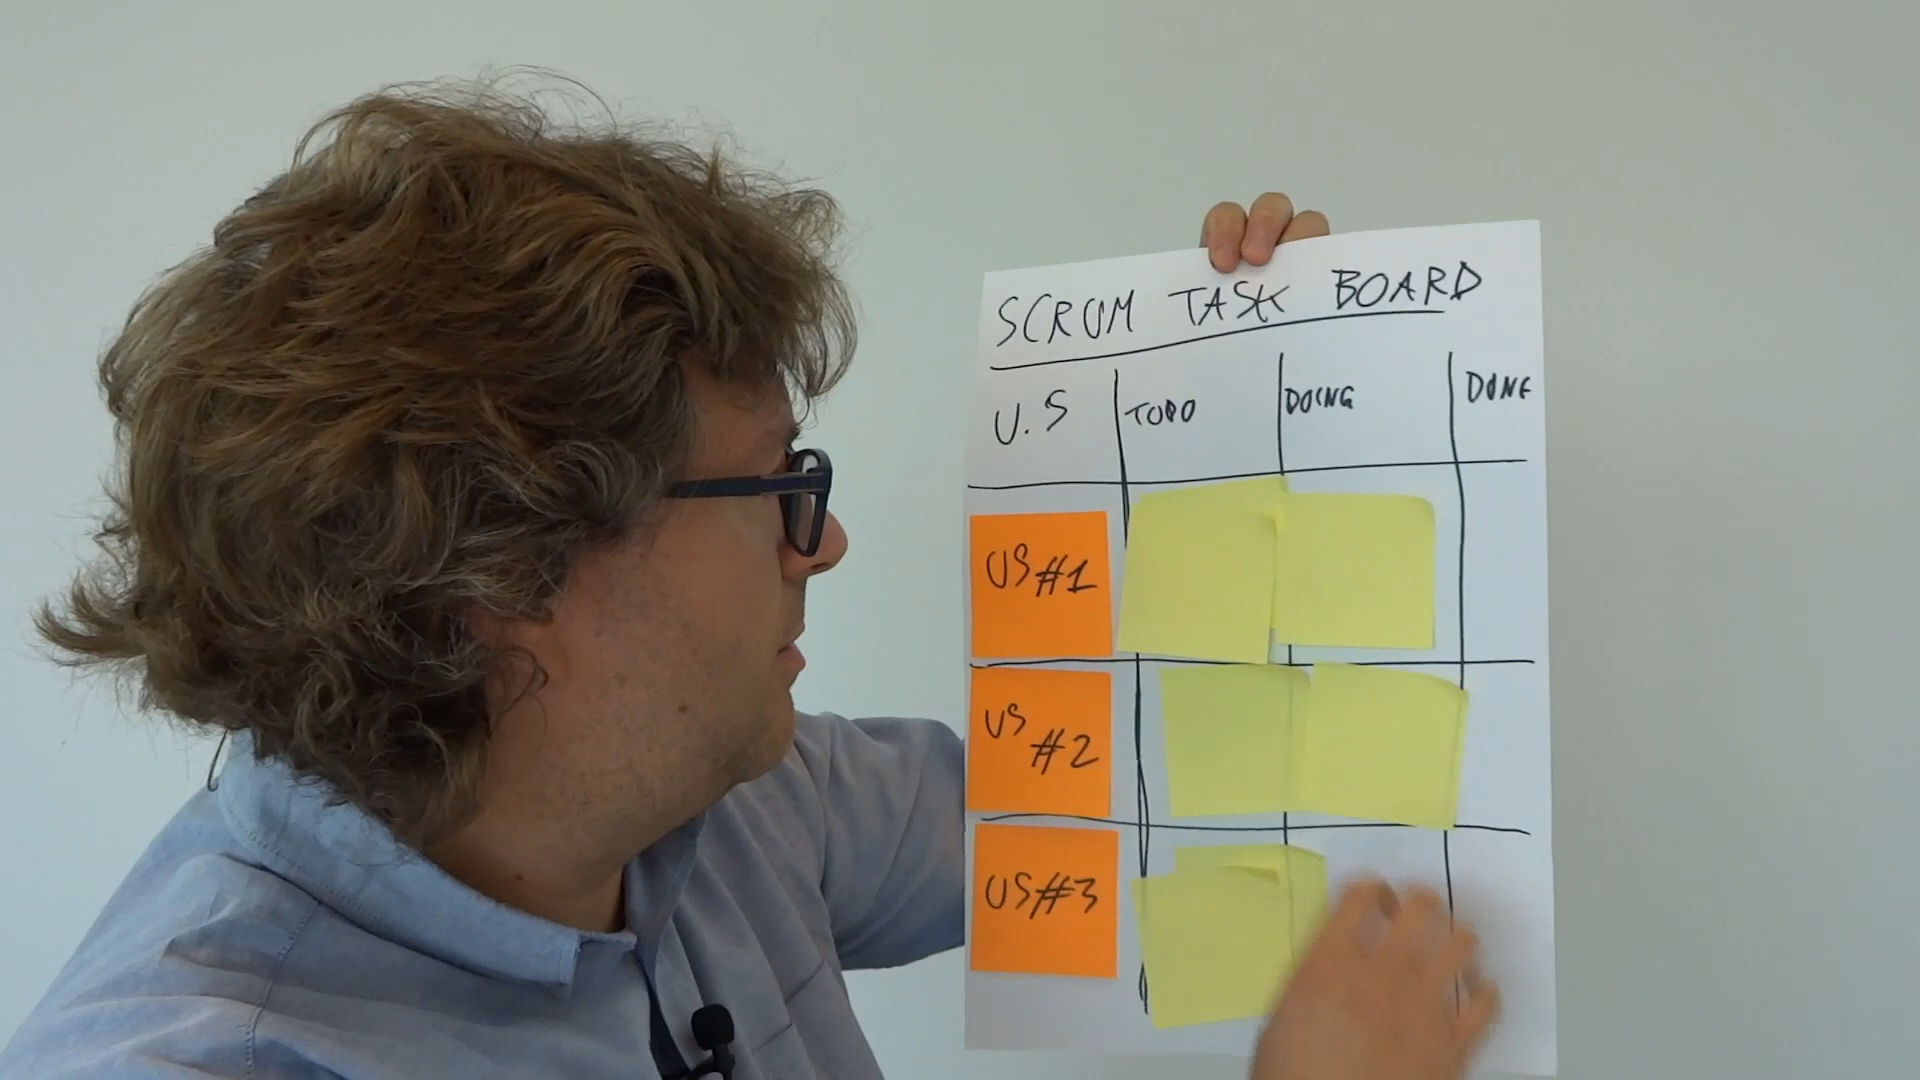 SCRUM TASK BOARD
U.S TODO DOING DONE
US#1
US #2
US#3